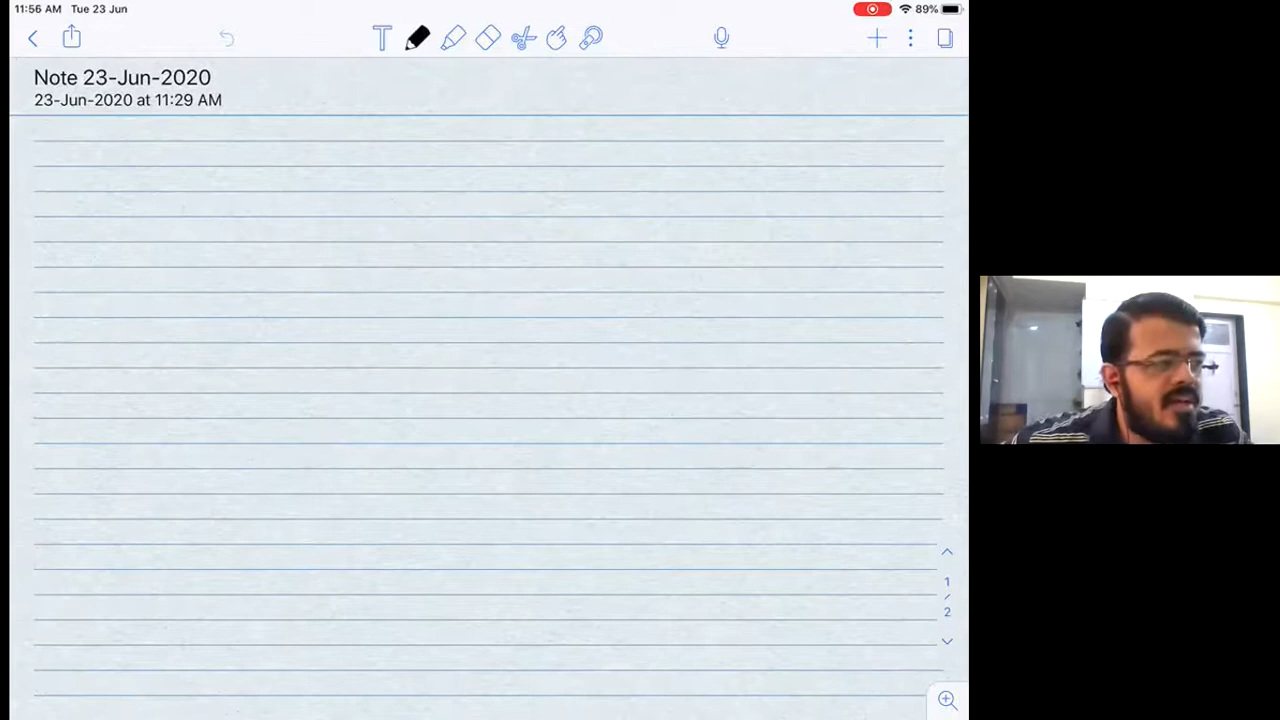 11:56 AM Tue 23 Jun
89%
T
Note 23-Jun-2020
23-Jun-2020 at 11:29 AM
1
/
2